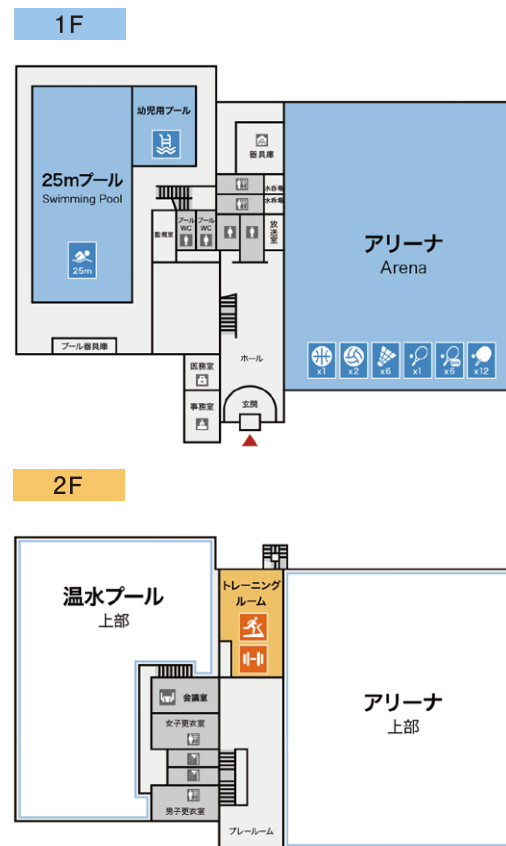 1F
幼児用プール
25mプール
Swimming Pool
25m
器具庫
水呑場
水呑場
監視室
プール
WC
プール
WC
放送室
アリーナ
Arena
x1
x2
x6
x1
x6
x12
プール器具庫
ホール
医務室
事務室
玄関
2F
温水プール
上部
トレーニング
ルーム
会議室
女子更衣室
男子更衣室
アリーナ
上部
プレールーム